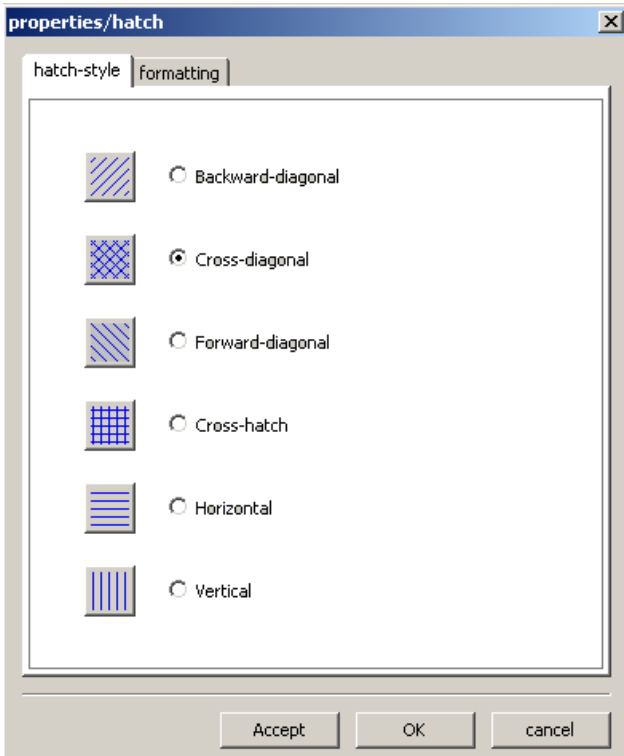 properties/hatch
hatch-style formatting
Backward-diagonal
Cross-diagonal
Forward-diagonal
Cross-hatch
Horizontal
Vertical
Accept OK cancel